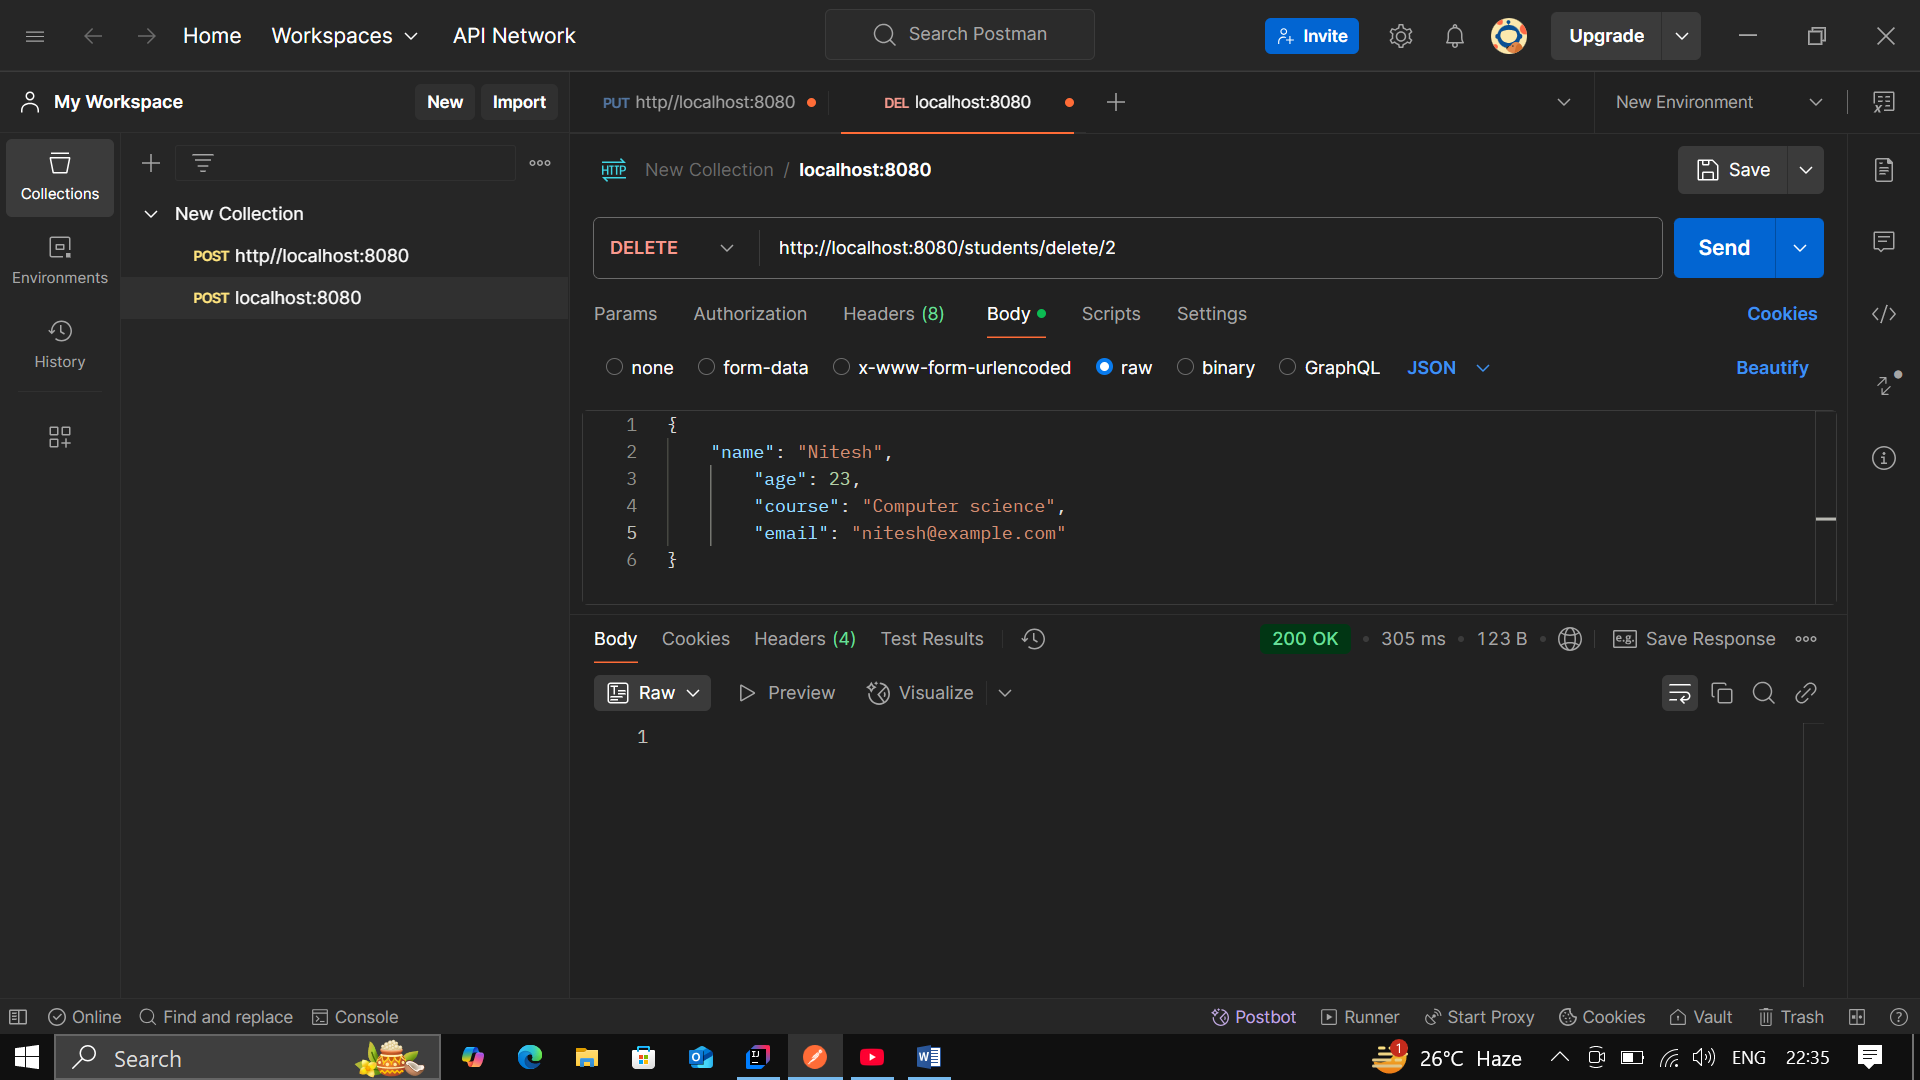 Home Workspaces API Network Search Postman Invite Upgrade
My Workspace New Import PUT http//localhost:8080 DEL localhost:8080 New Environment
Collections
Environments
History
New Collection
POST http//localhost:8080
POST localhost:8080
HTTP New Collection / localhost:8080 Save
DELETE http://localhost:8080/students/delete/2 Send
Params Authorization Headers (8) Body Scripts Settings Cookies
none form-data x-www-form-urlencoded raw binary GraphQL JSON Beautify
1 {
2 "name": "Nitesh",
3 "age": 23,
4 "course": "Computer science",
5 "email": "nitesh@example.com"
6 }
Body Cookies Headers (4) Test Results 200 OK • 305 ms • 123 B • e.g. Save Response
Raw Preview Visualize
1
Online Find and replace Console Postbot Runner Start Proxy Cookies Vault Trash
Search 1 26°C Haze ENG 22:35